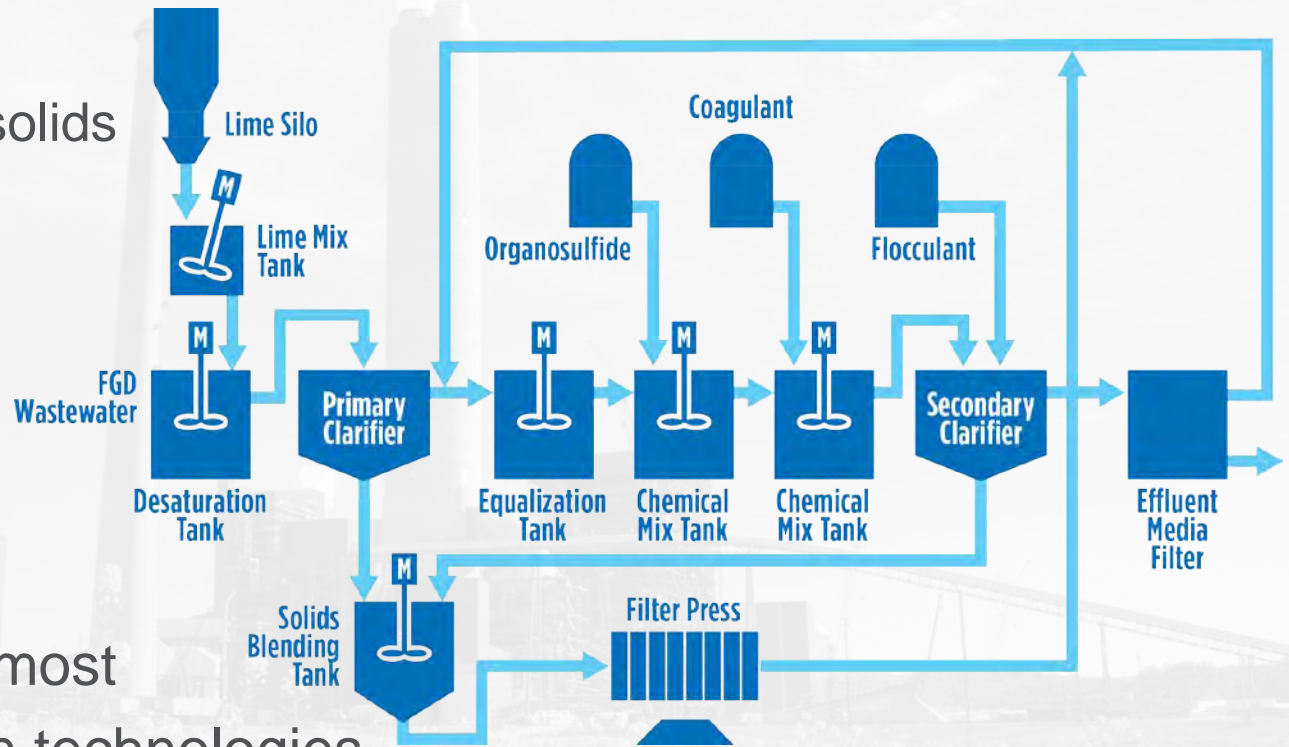 solids
Lime Silo
M
Lime Mix
Tank
Coagulant
Organosulfide
Flocculant
M
M
M
M
FGD
Wastewater
Primary
Clarifier
Secondary
Clarifier
Desaturation
Tank
Equalization
Tank
Chemical
Mix Tank
Chemical
Mix Tank
Effluent
Media
Filter
M
Solids
Blending
Tank
Filter Press
most
technologies